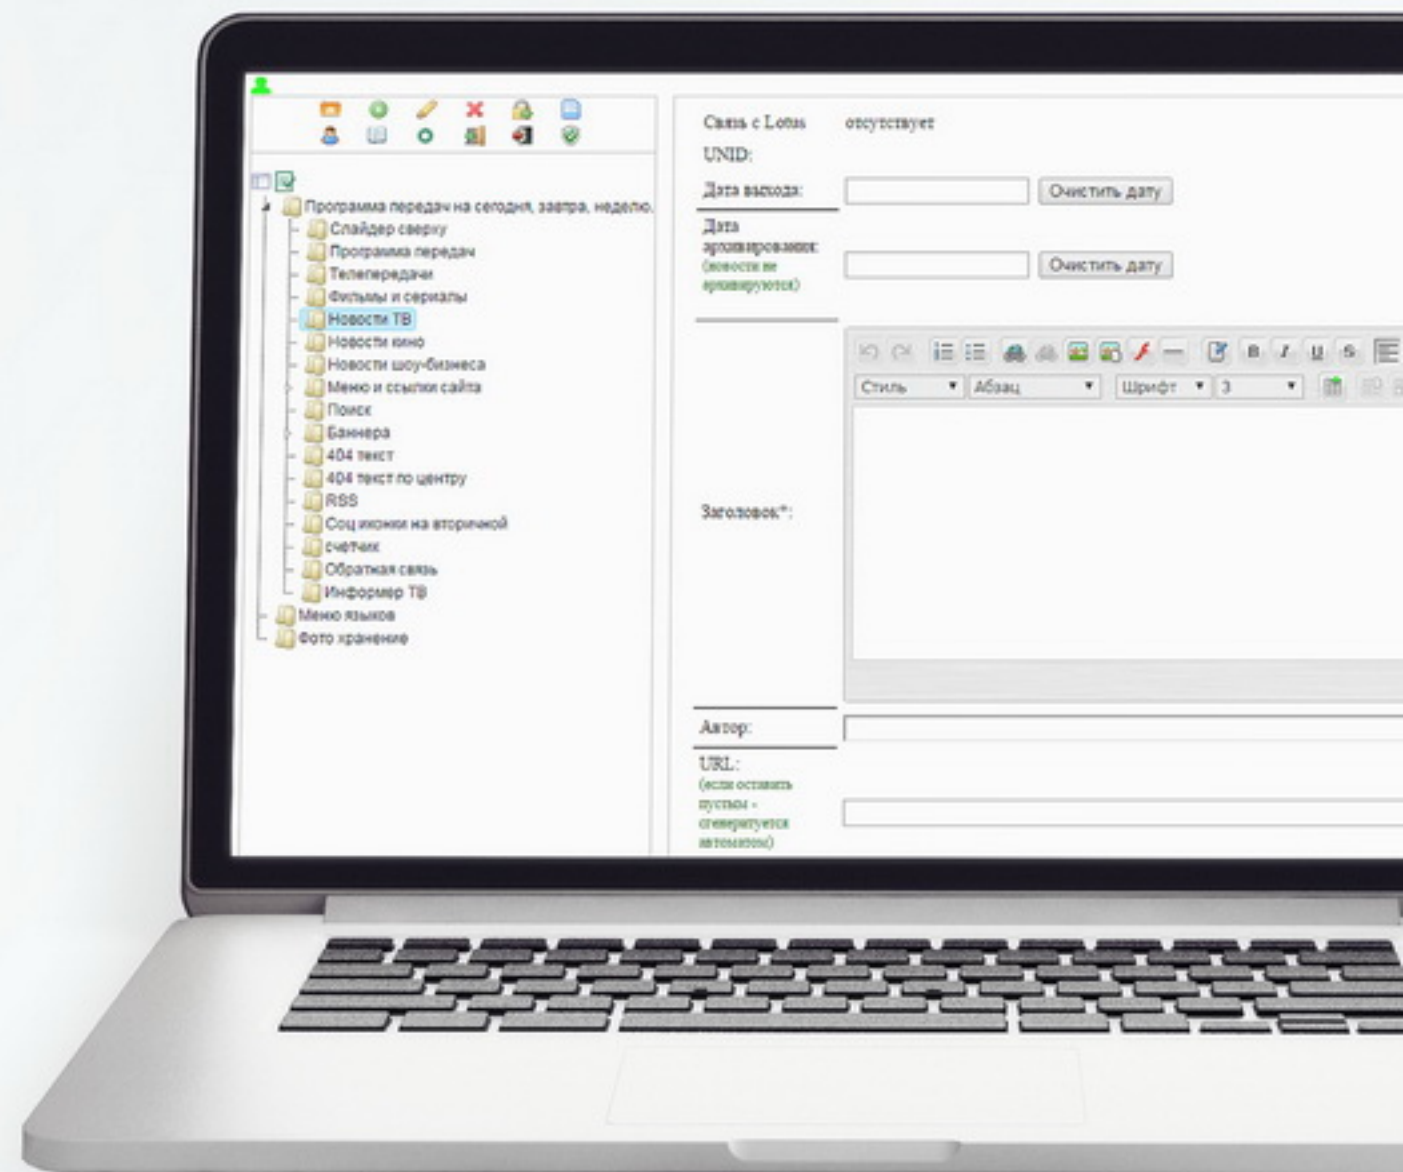 Программа передач на сегодня, завтра, неделю.
Слайдер сверху
Программа передач
Телепередачи
Фильмы и сериалы
Новости ТВ
Новости кино
Новости шоу-бизнеса
Меню и ссылки сайта
Поиск
Баннера
404 текст
404 текст по центру
RSS
Соц иконки на вторичной
счетчик
Обратная связь
Информер ТВ
Меню языков
Фото хранение
Связь с Lotus отсутствует
UNID:
Дата выхода: Очистить дату
Дата
архивирования:
(новости не
архивируются)
Очистить дату
B I U S
Стиль Абзац Шрифт 3
Заголовок*:
Автор:
URL:
(если оставить
пустым -
сгенерируется
автоматом)